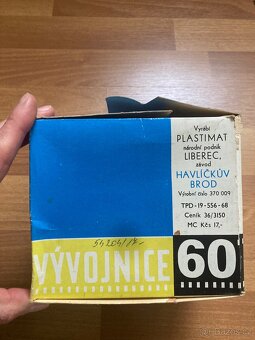 Vyrábí
PLASTIMAT
národní podnik
LIBEREC,
závod
HAVLÍČKŮV
BROD
Výrobní číslo 370 009
TPD-19-556-68
Ceník 36/3150
MC Kčs 17,-
VÝVOJNICE 60